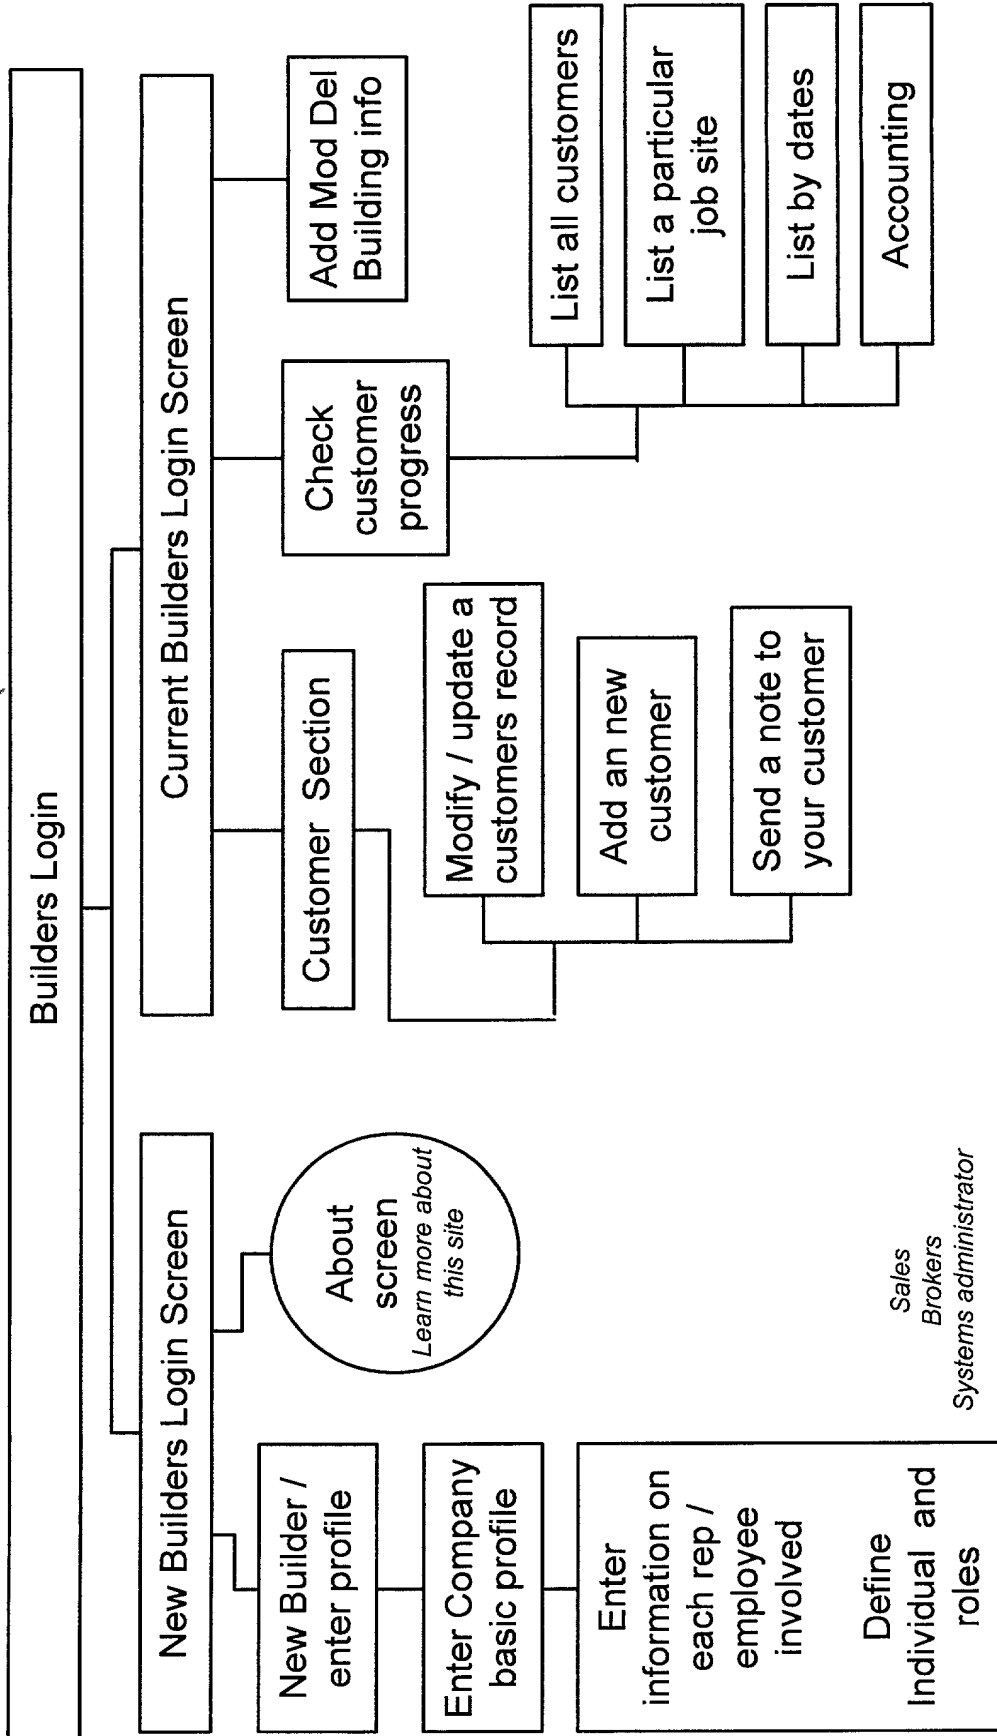 Builders Login
New Builders Login Screen
New Builder /
enter profile
Enter Company
basic profile
Enter
information on
each rep /
employee
involved
Define
Individual and
roles
About
screen
Learn more about
this site
Sales
Brokers
Systems administrator
Current Builders Login Screen
Customer Section
Modify / update a
customers record
Add an new
customer
Send a note to
your customer
Check
customer
progress
List all customers
List a particular
job site
List by dates
Accounting
Add Mod Del
Building info